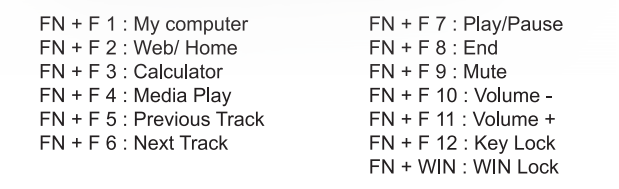 FN + F 1 : My computer
FN + F 2 : Web/ Home
FN + F 3 : Calculator
FN + F 4 : Media Play
FN + F 5 : Previous Track
FN + F 6 : Next Track
FN + F 7 : Play/Pause
FN + F 8 : End
FN + F 9 : Mute
FN + F 10 : Volume -
FN + F 11 : Volume +
FN + F 12 : Key Lock
FN + WIN : WIN Lock